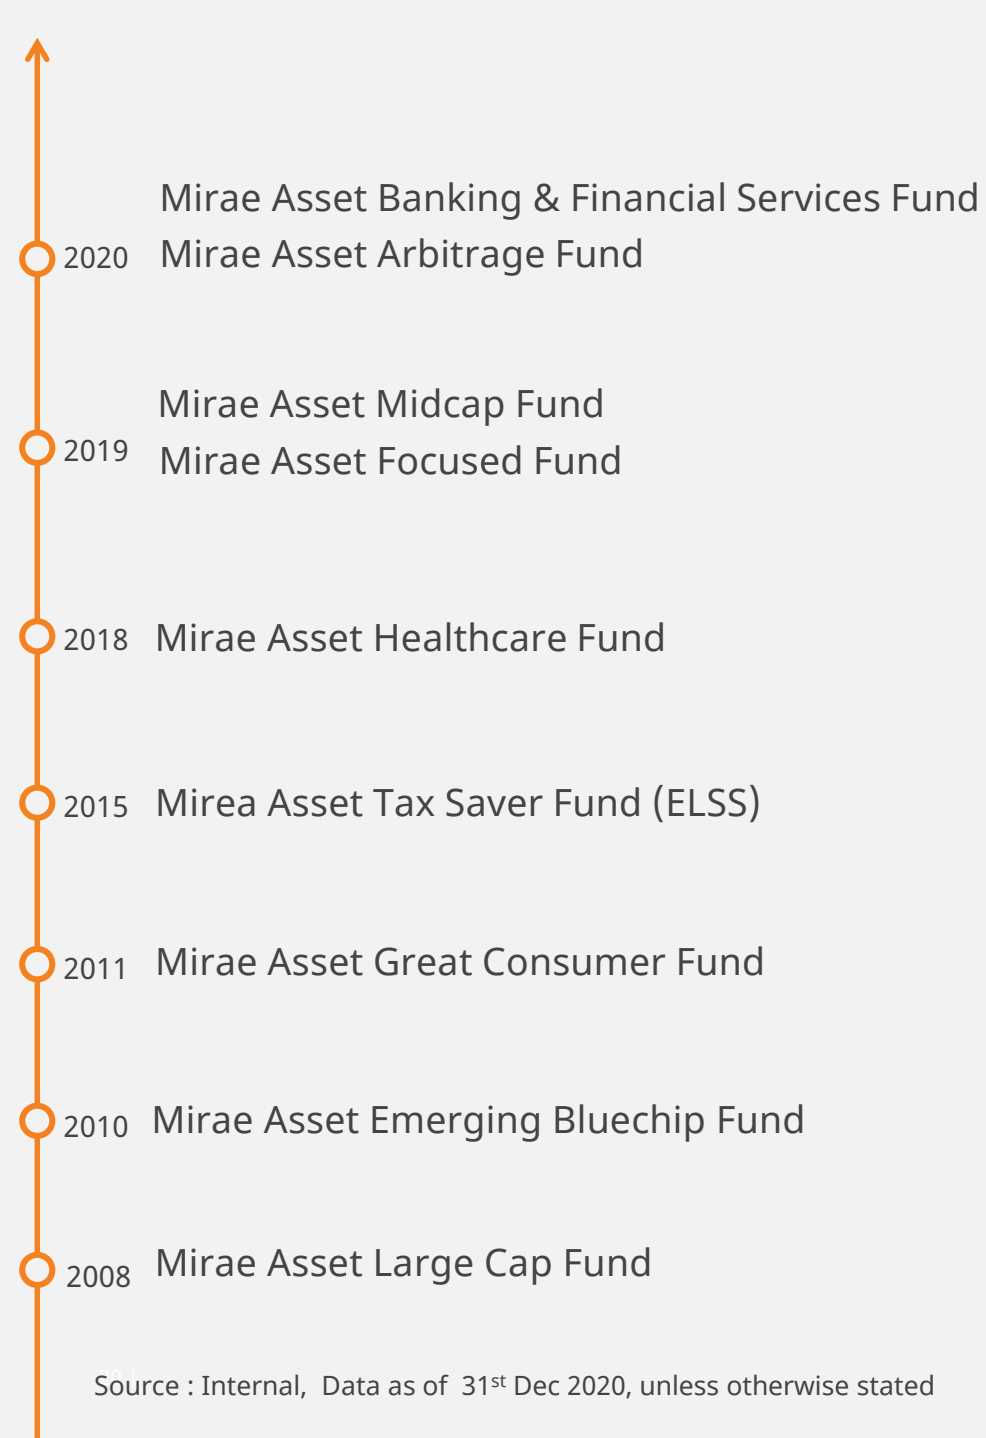 Mirae Asset Banking & Financial Services Fund
2020 Mirae Asset Arbitrage Fund
Mirae Asset Midcap Fund
2019 Mirae Asset Focused Fund
2018 Mirae Asset Healthcare Fund
2015 Mirea Asset Tax Saver Fund (ELSS)
2011 Mirae Asset Great Consumer Fund
2010 Mirae Asset Emerging Bluechip Fund
2008 Mirae Asset Large Cap Fund
Source : Internal, Data as of 31st Dec 2020, unless otherwise stated